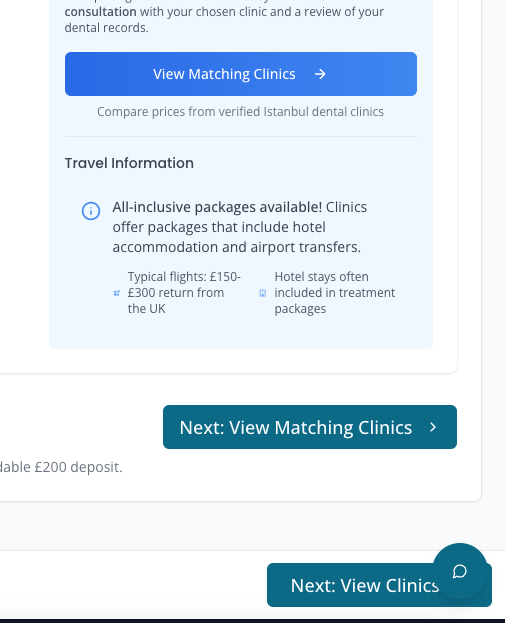 consultation with your chosen clinic and a review of your
dental records.
View Matching Clinics
Compare prices from verified Istanbul dental clinics
Travel Information
All-inclusive packages available! Clinics
offer packages that include hotel
accommodation and airport transfers.
Typical flights: £150-
£300 return from
the UK
Hotel stays often
included in treatment
packages
Next: View Matching Clinics
dable £200 deposit.
Next: View Clinics